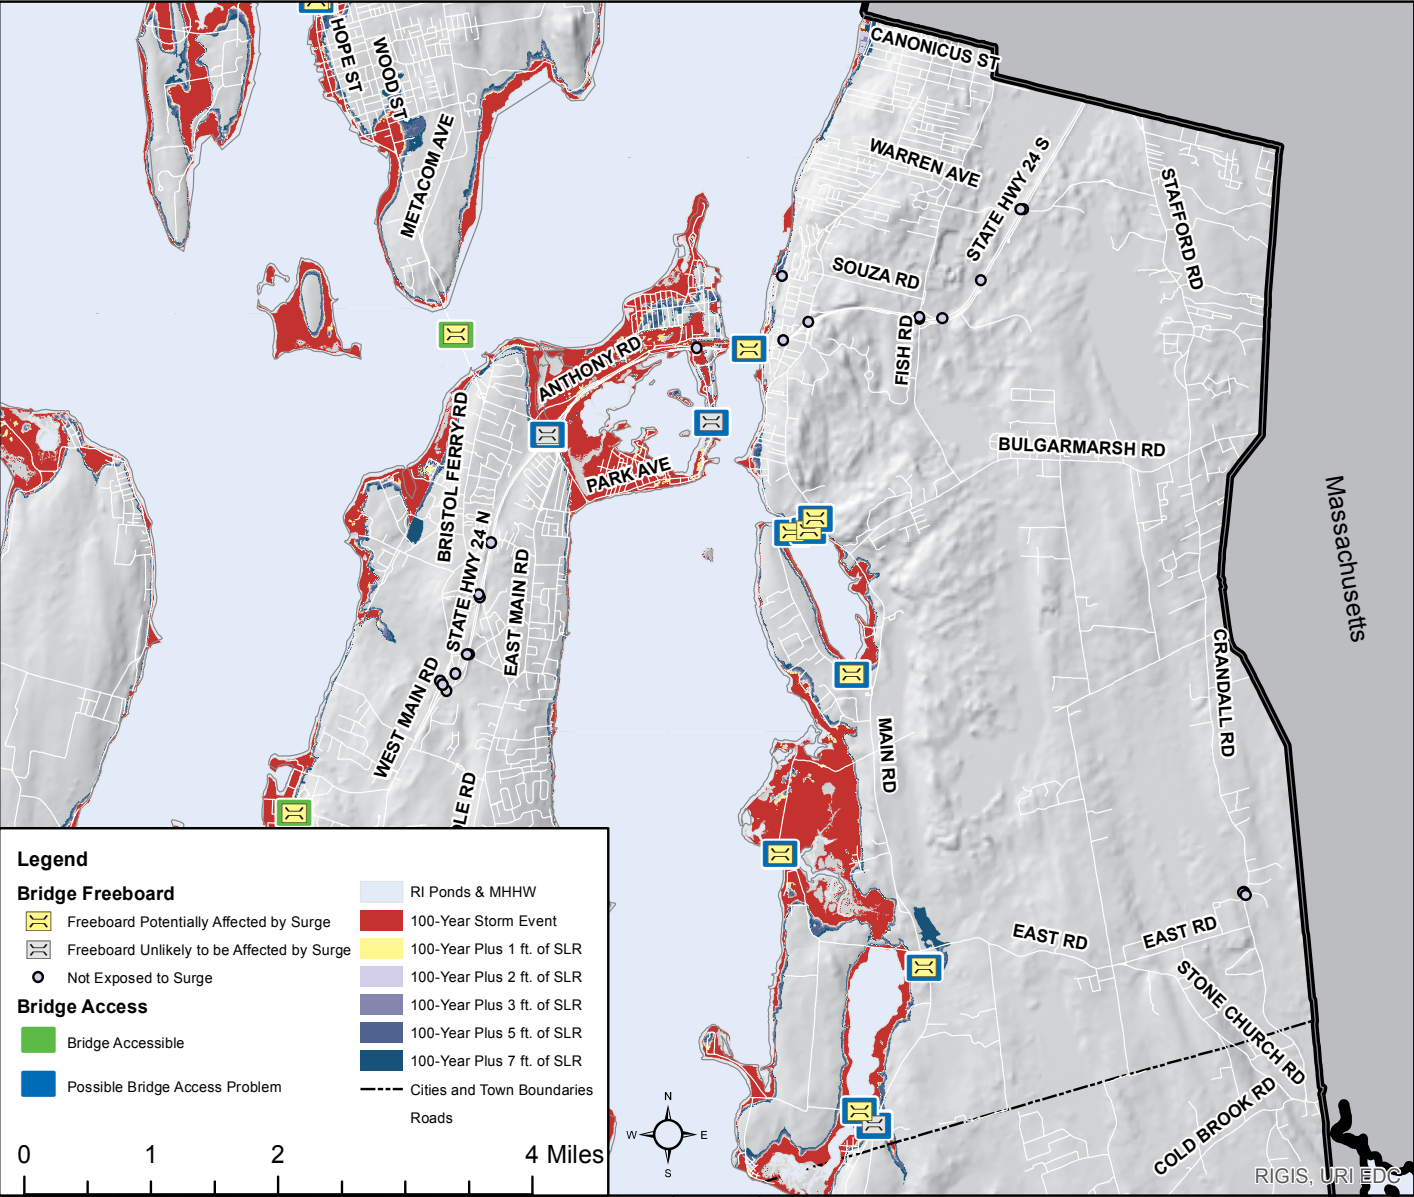 HOPE ST
WOOD ST
METACOM AVE
CANONICUS ST
WARREN AVE
STATE HWY 24 S
STAFFORD RD
SOUZA RD
FISH RD
ANTHONY RD
BRISTOL FERRY RD
PARK AVE
BULGARMARSH RD
Massachusetts
STATE HWY 24 N
EAST MAIN RD
WEST MAIN RD
CRANDALL RD
MAIN RD
OLE RD
EAST RD
EAST RD
STONE CHURCH RD
COLD BROOK RD
Legend
Bridge Freeboard
Freeboard Potentially Affected by Surge
Freeboard Unlikely to be Affected by Surge
Not Exposed to Surge
Bridge Access
Bridge Accessible
Possible Bridge Access Problem
RI Ponds & MHHW
100-Year Storm Event
100-Year Plus 1 ft. of SLR
100-Year Plus 2 ft. of SLR
100-Year Plus 3 ft. of SLR
100-Year Plus 5 ft. of SLR
100-Year Plus 7 ft. of SLR
Cities and Town Boundaries
Roads
0 1 2 4 Miles
N
W E
S
RIGIS, URI EDC